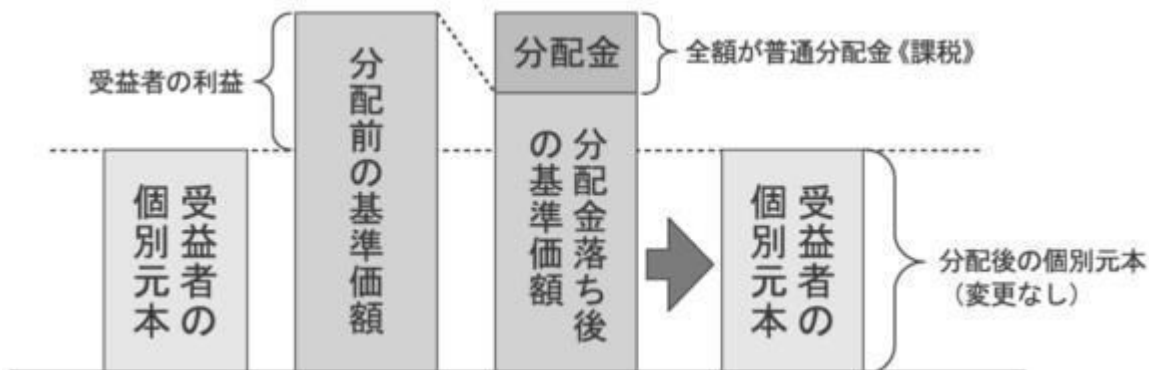 受益者の利益
受益者の
個別元本
分配前の基準価額
分配金
全額が普通分配金《課税》
分配金落ち後
の基準価額
受益者の
個別元本
分配後の個別元本
（変更なし）